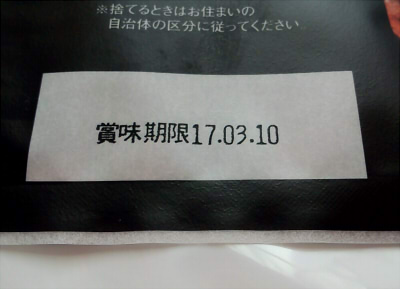 ※捨てるときはお住まいの
自治体の区分に従ってください
賞味期限17.03.10